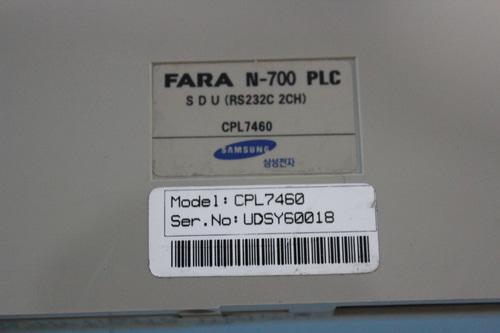 FARA N-700 PLC
S D U (RS232C 2CH)
CPL7460
SAMSUNG
삼성전자
Model: CPL7460
Ser.No: UDSY60018